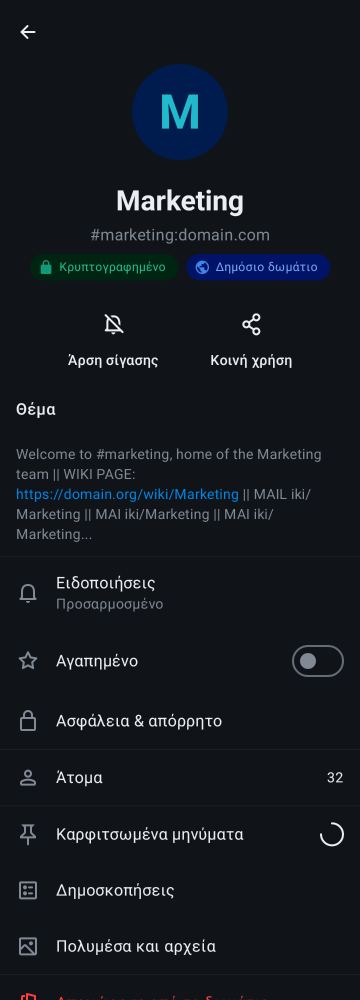 M
Marketing
#marketing:domain.com
Κρυπτογραφημένο
Δημόσιο δωμάτιο
Άρση σίγασης
Κοινή χρήση
Θέμα
Welcome to #marketing, home of the Marketing
team || WIKI PAGE:
https://domain.org/wiki/Marketing || MAIL iki/
Marketing || MAI iki/Marketing || MAI iki/
Marketing...
Ειδοποιήσεις
Προσαρμοσμένο
Αγαπημένο
Ασφάλεια & απόρρητο
Άτομα
32
Καρφιτσωμένα μηνύματα
Δημοσκοπήσεις
Πολυμέσα και αρχεία